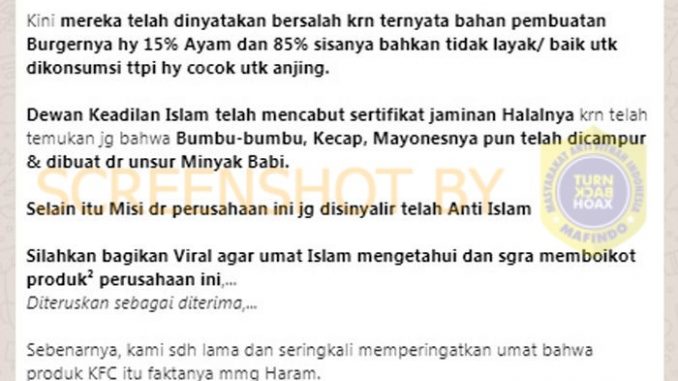 Kini mereka telah dinyatakan bersalah krn ternyata bahan pembuatan
Burgernya hy 15% Ayam dan 85% sisanya bahkan tidak layak/ baik utk
dikonsumsi ttpi hy cocok utk anjing.
Dewan Keadilan Islam telah mencabut sertifikat jaminan Halalnya krn telah
temukan jg bahwa Bumbu-bumbu, Kecap, Mayonesnya pun telah dicampur
& dibuat dr unsur Minyak Babi.
SCREENSHOT BY
MASYARAKAT ANTI FITNAH INDONESIA
TURN
BACK
HOAX
MAFINDO
Selain itu Misi dr perusahaan ini jg disinyalir telah Anti Islam
Silahkan bagikan Viral agar umat Islam mengetahui dan sgra memboikot
produk² perusahaan ini,...
Diteruskan sebagai diterima,...
Sebenarnya, kami sdh lama dan seringkali memperingatkan umat bahwa
produk KFC itu faktanya mmg Haram.